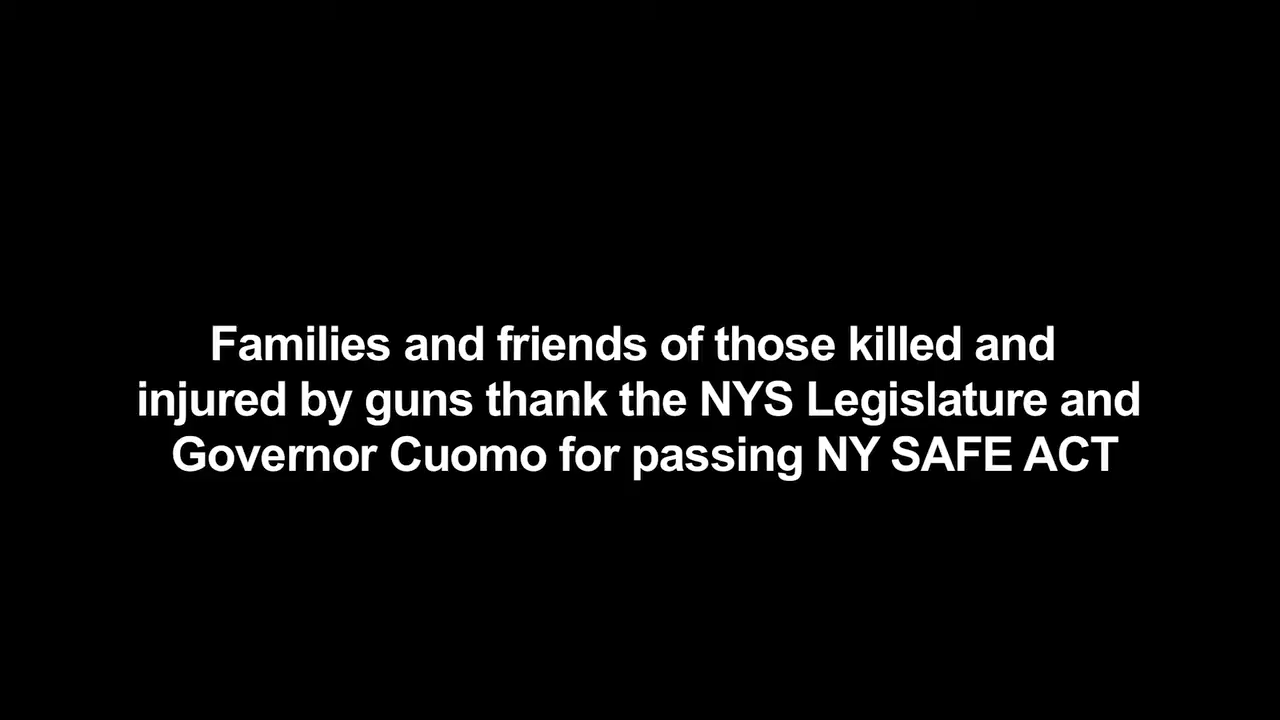 Families and friends of those killed and
injured by guns thank the NYS Legislature and
Governor Cuomo for passing NY SAFE ACT